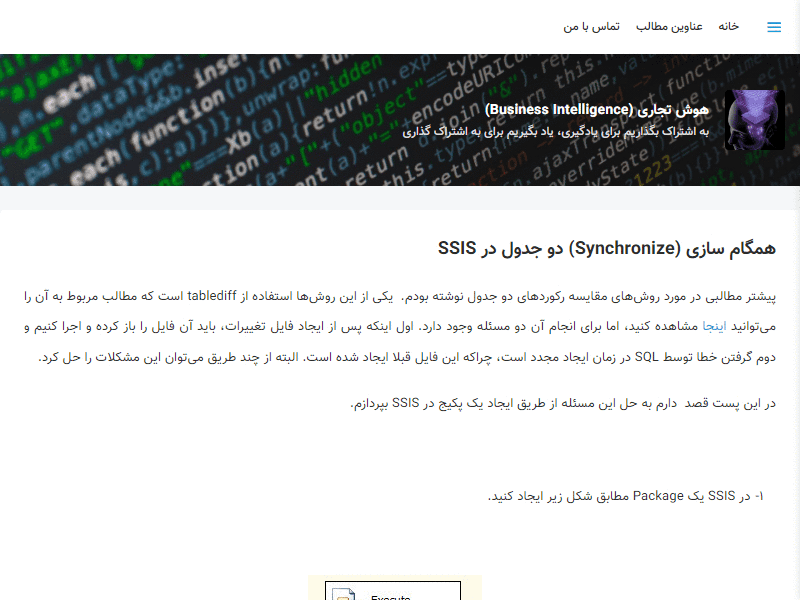 خانه عناوین مطالب تماس با من
هوش تجاری (Business Intelligence)
به اشتراک بگذاریم برای یادگیری، یاد بگیریم برای به اشتراک گذاری
همگام سازی (Synchronize) دو جدول در SSIS
پیشتر مطالبی در مورد روش‌های مقایسه رکوردهای دو جدول نوشته بودم. یکی از این روش‌ها استفاده از tablediff است که مطالب مربوط به آن را
می‌توانید اینجا مشاهده کنید، اما برای انجام آن دو مسئله وجود دارد. اول اینکه پس از ایجاد فایل تغییرات، باید آن فایل را باز کرده و اجرا کنیم و
دوم گرفتن خطا توسط SQL در زمان ایجاد مجدد است، چراکه این فایل قبلا ایجاد شده است. البته از چند طریق می‌توان این مشکلات را حل کرد.
در این پست قصد دارم به حل این مسئله از طریق ایجاد یک پکیج در SSIS بپردازم.
۱- در SSIS یک Package مطابق شکل زیر ایجاد کنید.
Execute